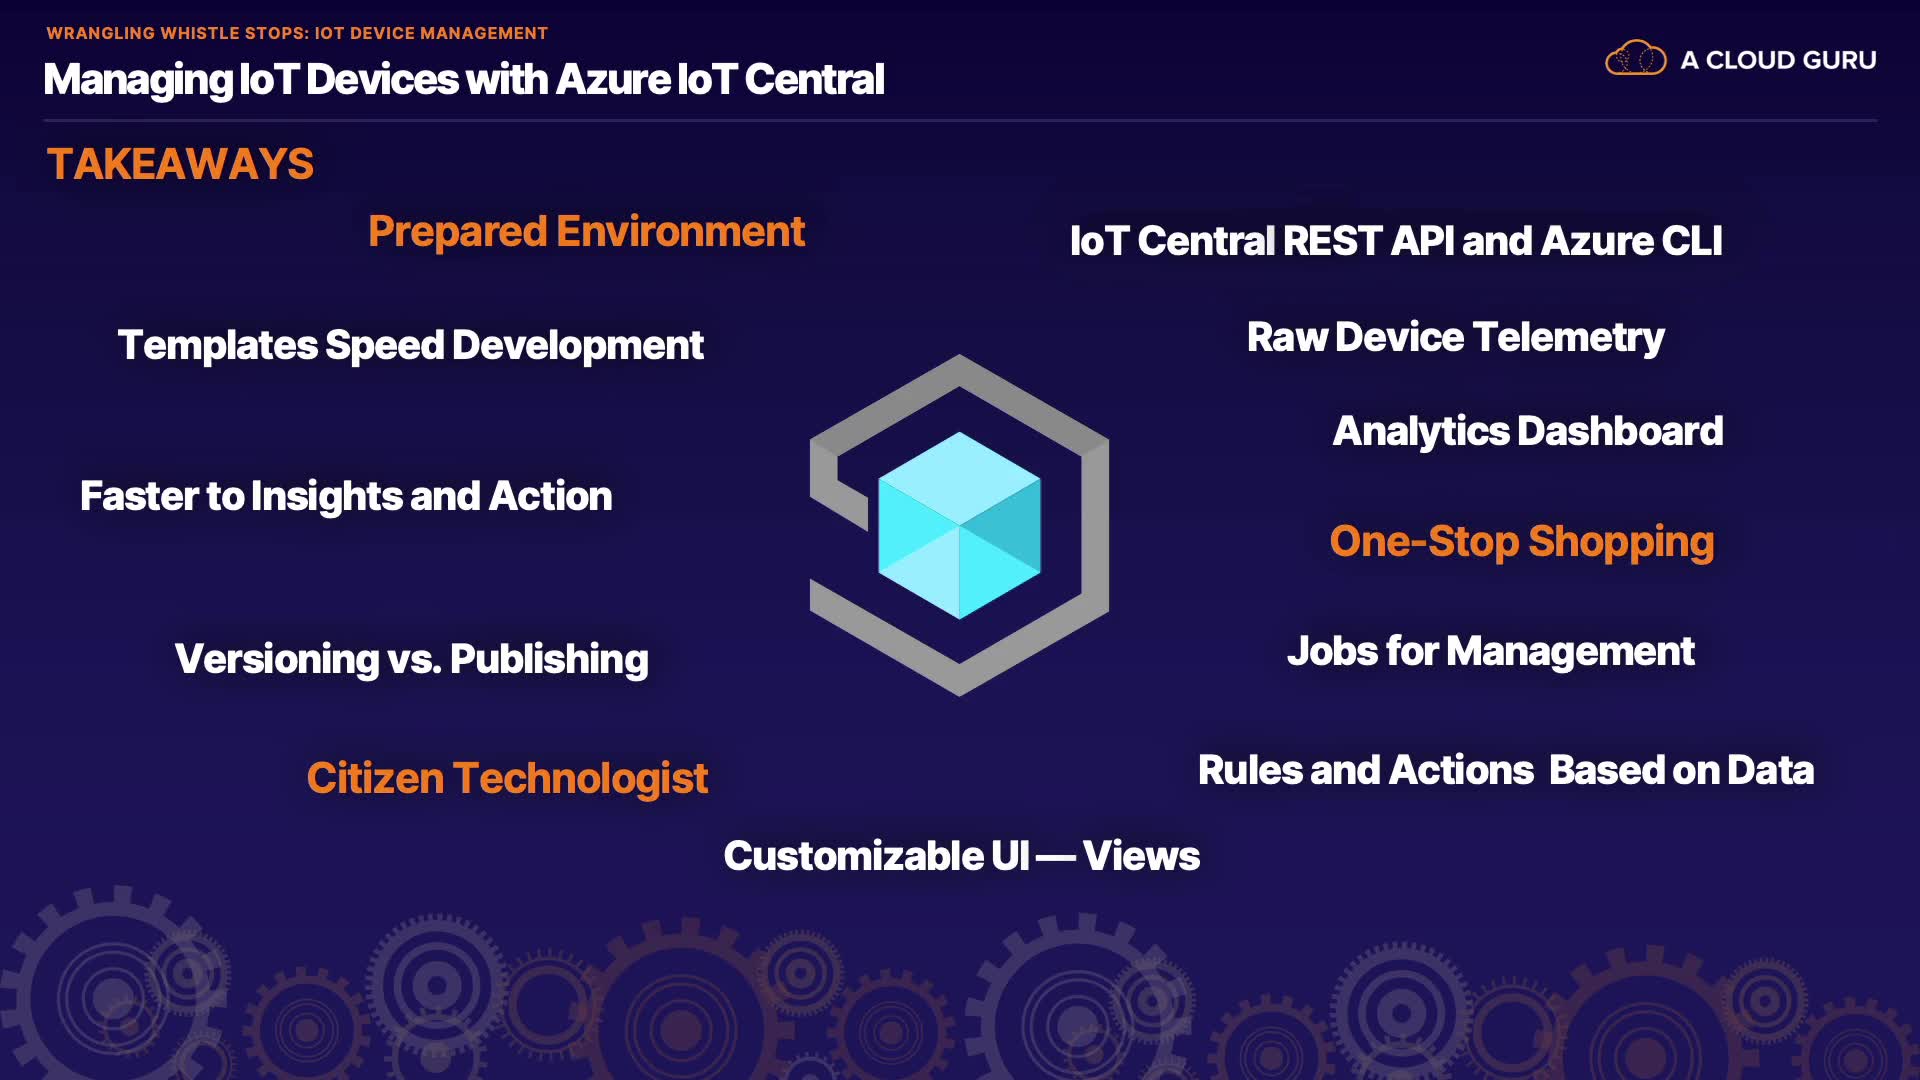 WRANGLING WHISTLE STOPS: IOT DEVICE MANAGEMENT
Managing IoT Devices with Azure IoT Central
A CLOUD GURU
TAKEAWAYS
Prepared Environment
Templates Speed Development
Faster to Insights and Action
Versioning vs. Publishing
Citizen Technologist
IoT Central REST API and Azure CLI
Raw Device Telemetry
Analytics Dashboard
One-Stop Shopping
Jobs for Management
Rules and Actions  Based on Data
Customizable UI — Views